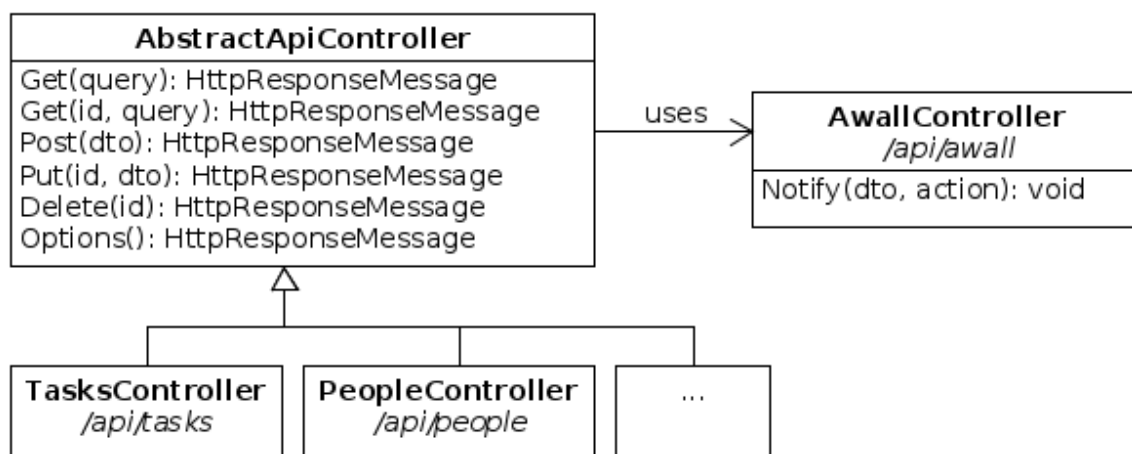 AbstractApiController
Get(query): HttpResponseMessage
Get(id, query): HttpResponseMessage
Post(dto): HttpResponseMessage
Put(id, dto): HttpResponseMessage
Delete(id): HttpResponseMessage
Options(): HttpResponseMessage
uses
AwallController
/api/awall
Notify(dto, action): void
TasksController
/api/tasks
PeopleController
/api/people
...